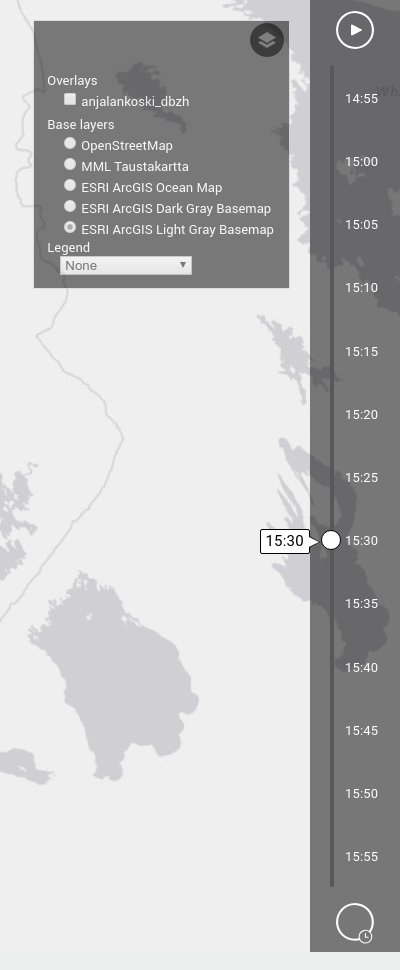 Overlays
anjalankoski_dbzh
Base layers
OpenStreetMap
MML Taustakartta
ESRI ArcGIS Ocean Map
ESRI ArcGIS Dark Gray Basemap
ESRI ArcGIS Light Gray Basemap
Legend
None
14:55
15:00
15:05
15:10
15:15
15:20
15:25
15:30
15:30
15:35
15:40
15:45
15:50
15:55